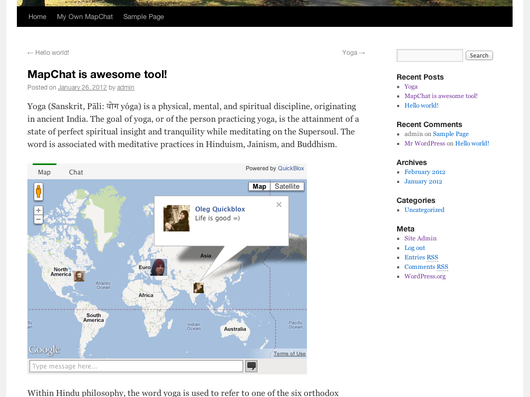 Home My Own MapChat Sample Page
← Hello world!
Yoga →
MapChat is awesome tool!
Posted on January 26, 2012 by admin
Yoga (Sanskrit, Pāli: योग yóga) is a physical, mental, and spiritual discipline, originating
in ancient India. The goal of yoga, or of the person practicing yoga, is the attainment of a
state of perfect spiritual insight and tranquility while meditating on the Supersoul. The
word is associated with meditative practices in Hinduism, Jainism, and Buddhism.
Map Chat
Powered by QuickBlox
Map Satellite
Oleg Quickblox
Life is good =)
North
America
Atlantic
Ocean
Euro
Asia
Africa
South
America
Indian
Ocean
Australia
Pacific
Ocean
Google
Terms of Use
Type message here...
Within Hindu philosophy, the word yoga is used to refer to one of the six orthodox
Search
Recent Posts
Yoga
MapChat is awesome tool!
Hello world!
Recent Comments
admin on Sample Page
Mr WordPress on Hello world!
Archives
February 2012
January 2012
Categories
Uncategorized
Meta
Site Admin
Log out
Entries RSS
Comments RSS
WordPress.org